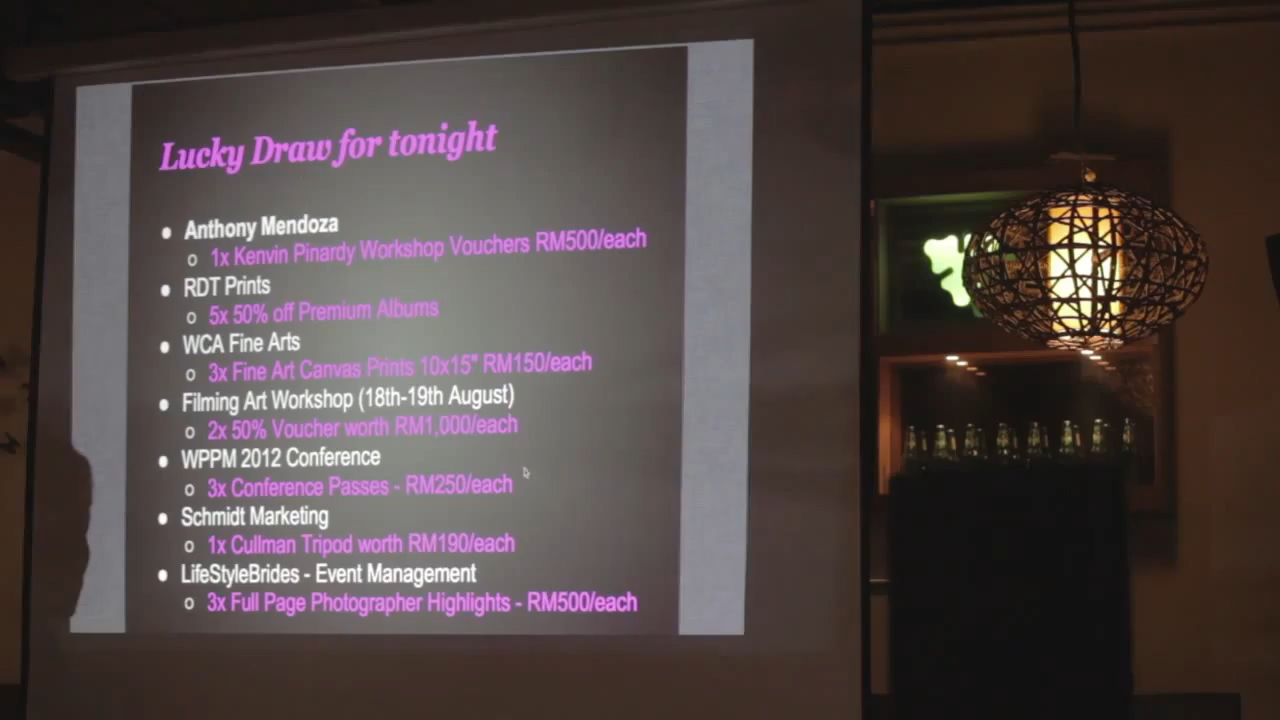 Lucky Draw for tonight
Anthony Mendoza
1x Kenvin Pinardy Workshop Vouchers RM500/each
RDT Prints
5x 50% off Premium Albums
WCA Fine Arts
3x Fine Art Canvas Prints 10x15" RM150/each
Filming Art Workshop (18th-19th August)
2x 50% Voucher worth RM1,000/each
WPPM 2012 Conference
3x Conference Passes - RM250/each
Schmidt Marketing
1x Cullman Tripod worth RM190/each
LifeStyleBrides - Event Management
3x Full Page Photographer Highlights - RM500/each